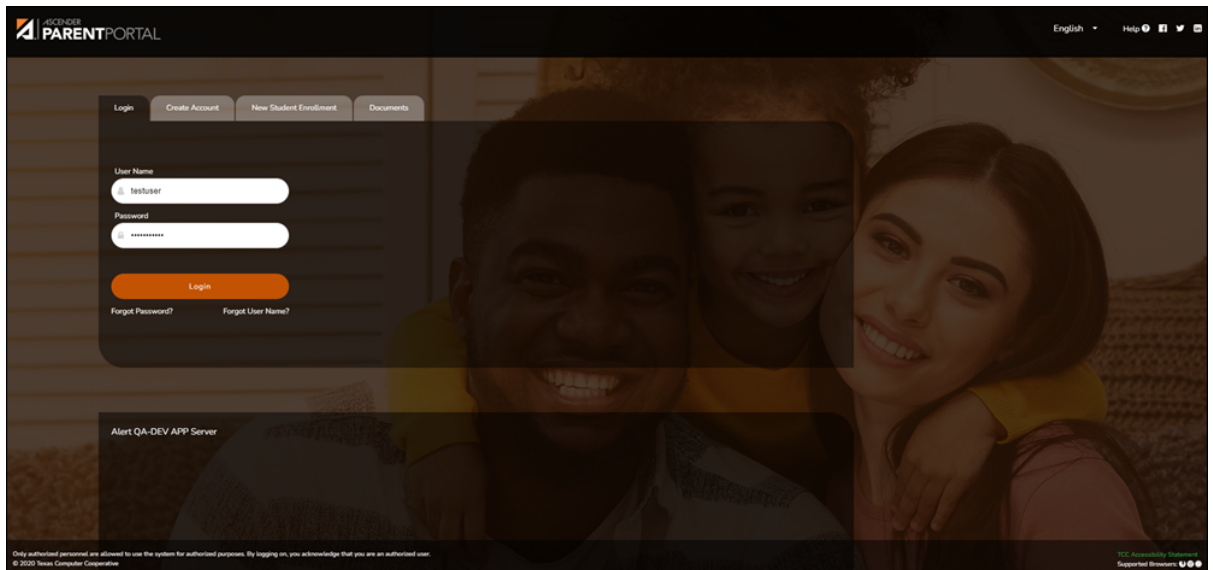 ASCENDER
PARENTPORTAL
English
Help
Login
Create Account
New Student Enrollment
Documents
User Name
testuser
Password
Login
Forgot Password?
Forgot User Name?
Alert QA-DEV APP Server
Only authorized personnel are allowed to use the system for authorized purposes. By logging on, you acknowledge that you are an authorized user.
© 2020 Texas Computer Cooperative
TCC Accessibility Statement
Supported Browsers: